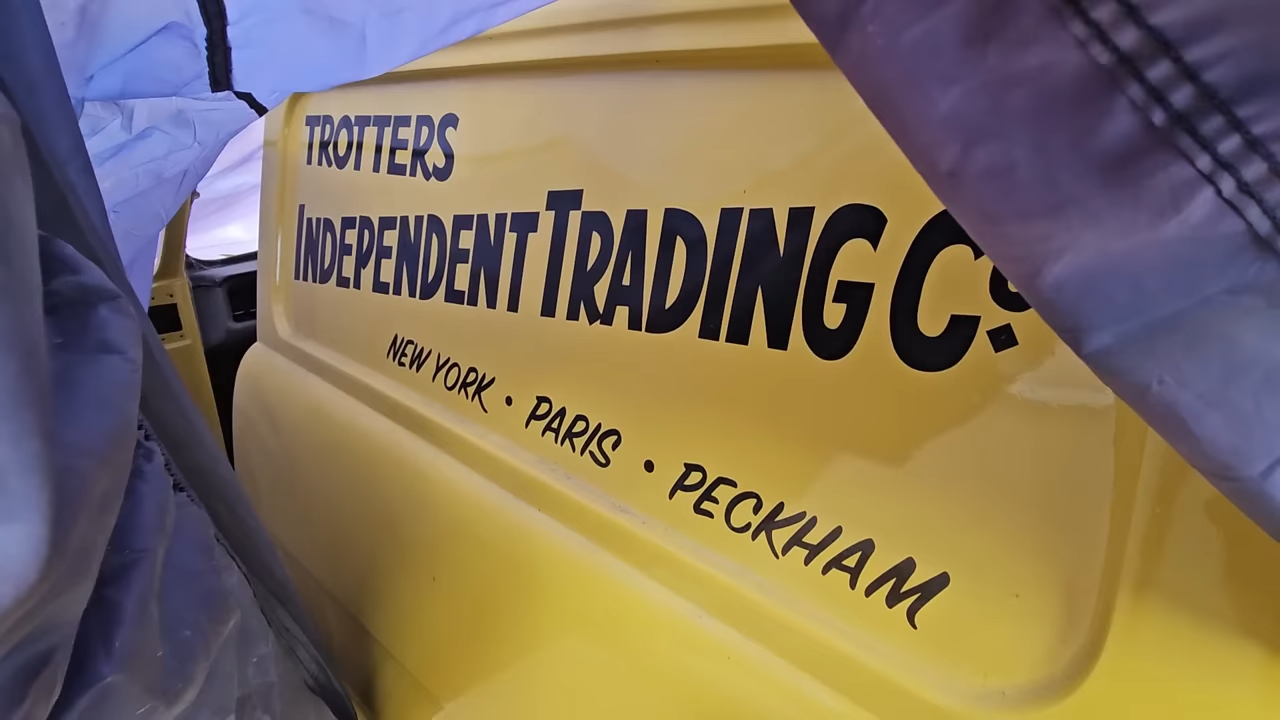 TROTTERS
INDEPENDENT TRADING Co.
NEW YORK · PARIS · PECKHAM